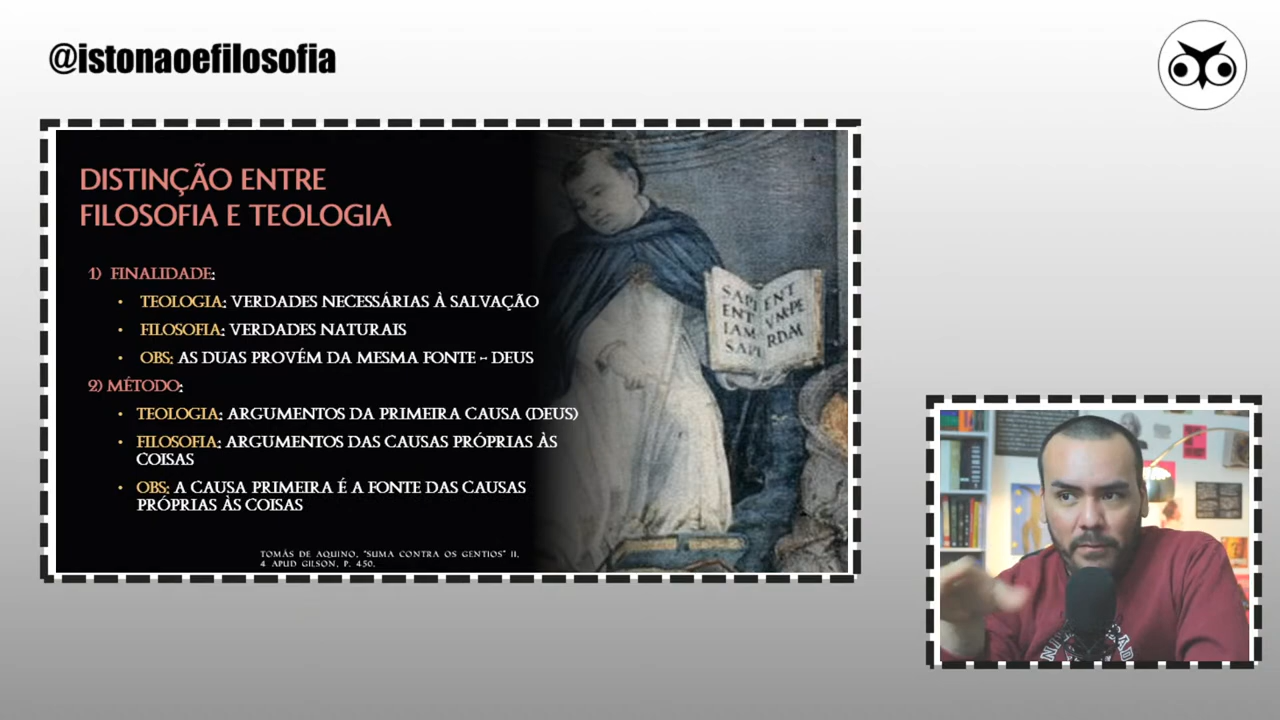 @istonaoefilosofia
DISTINÇÃO ENTRE
FILOSOFIA E TEOLOGIA
1) FINALIDADE:
• TEOLOGIA: VERDADES NECESSÁRIAS À SALVAÇÃO
• FILOSOFIA: VERDADES NATURAIS
• OBS: AS DUAS PROVÉM DA MESMA FONTE -- DEUS
2) MÉTODO:
• TEOLOGIA: ARGUMENTOS DA PRIMEIRA CAUSA (DEUS)
• FILOSOFIA: ARGUMENTOS DAS CAUSAS PRÓPRIAS ÀS
COISAS
• OBS: A CAUSA PRIMEIRA É A FONTE DAS CAUSAS
PRÓPRIAS ÀS COISAS
TOMÁS DE AQUINO, "SUMA CONTRA OS GENTIOS" II,
4 APUD GILSON, P. 450.
SAPI
ENT
IAM
SAPI
ENT
RDAM